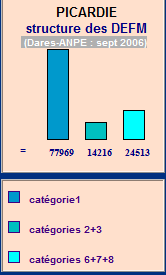 PICARDIE
structure des DEFM
(Dares-ANPE : sept 2006)
= 77969 14216 24513
catégorie1
catégories 2+3
catégories 6+7+8